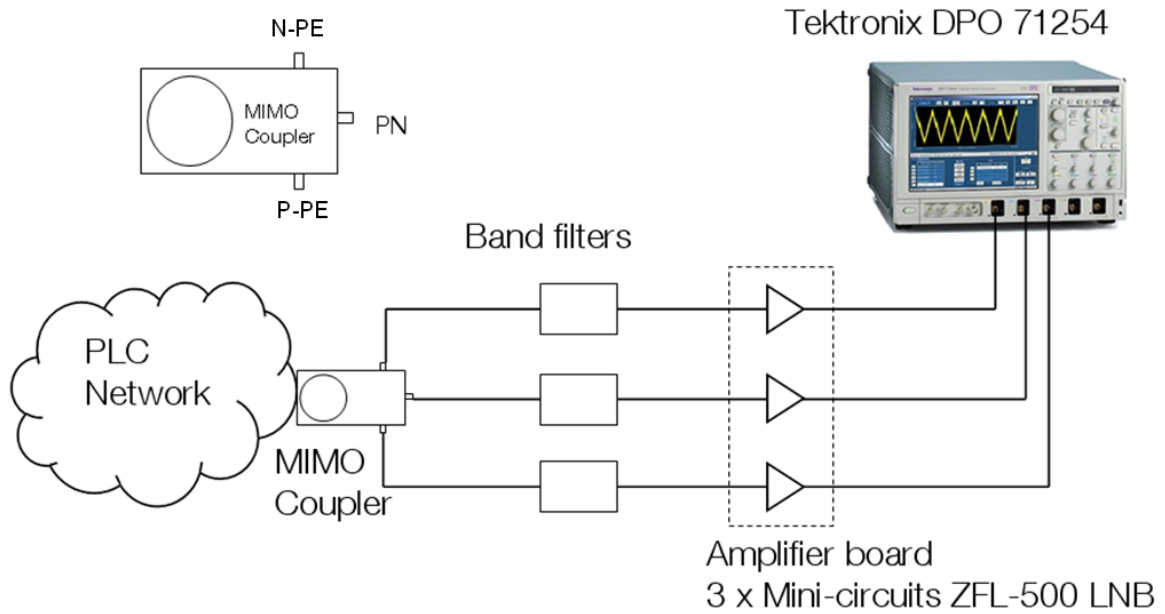 Tektronix DPO 71254
N-PE
MIMO
Coupler
PN
P-PE
Band filters
PLC
Network
MIMO
Coupler
Amplifier board
3 x Mini-circuits ZFL-500 LNB